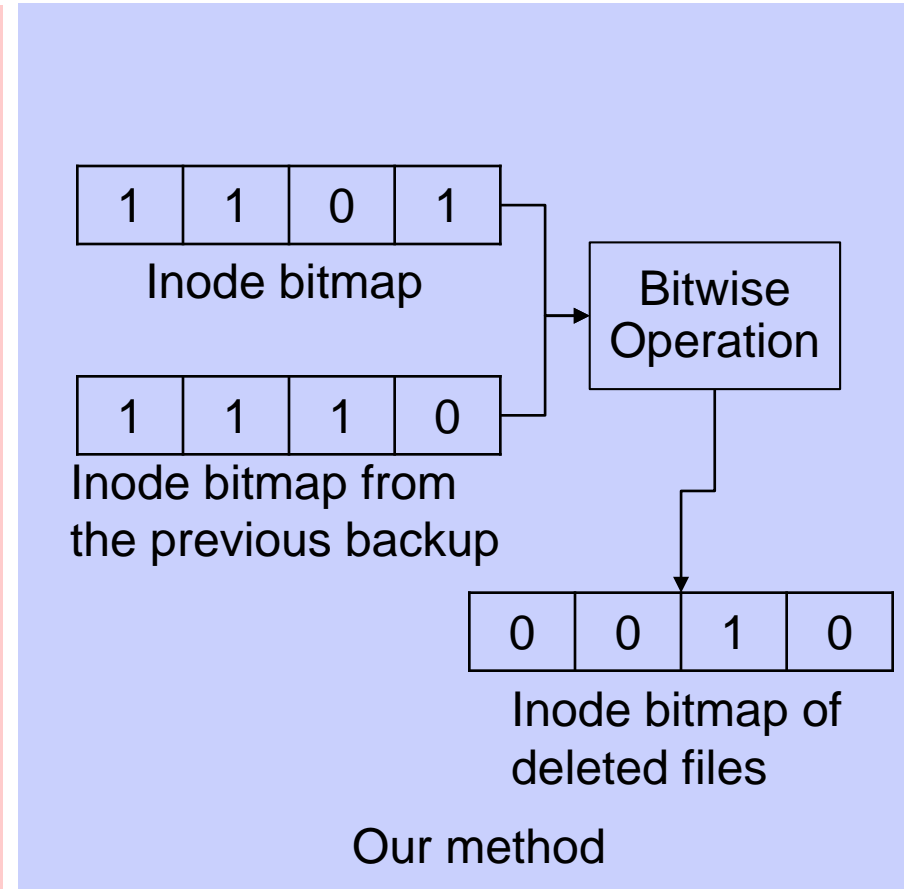 1 1 0 1
Inode bitmap
Bitwise
Operation
1 1 1 0
Inode bitmap from
the previous backup
0 0 1 0
Inode bitmap of
deleted files
Our method